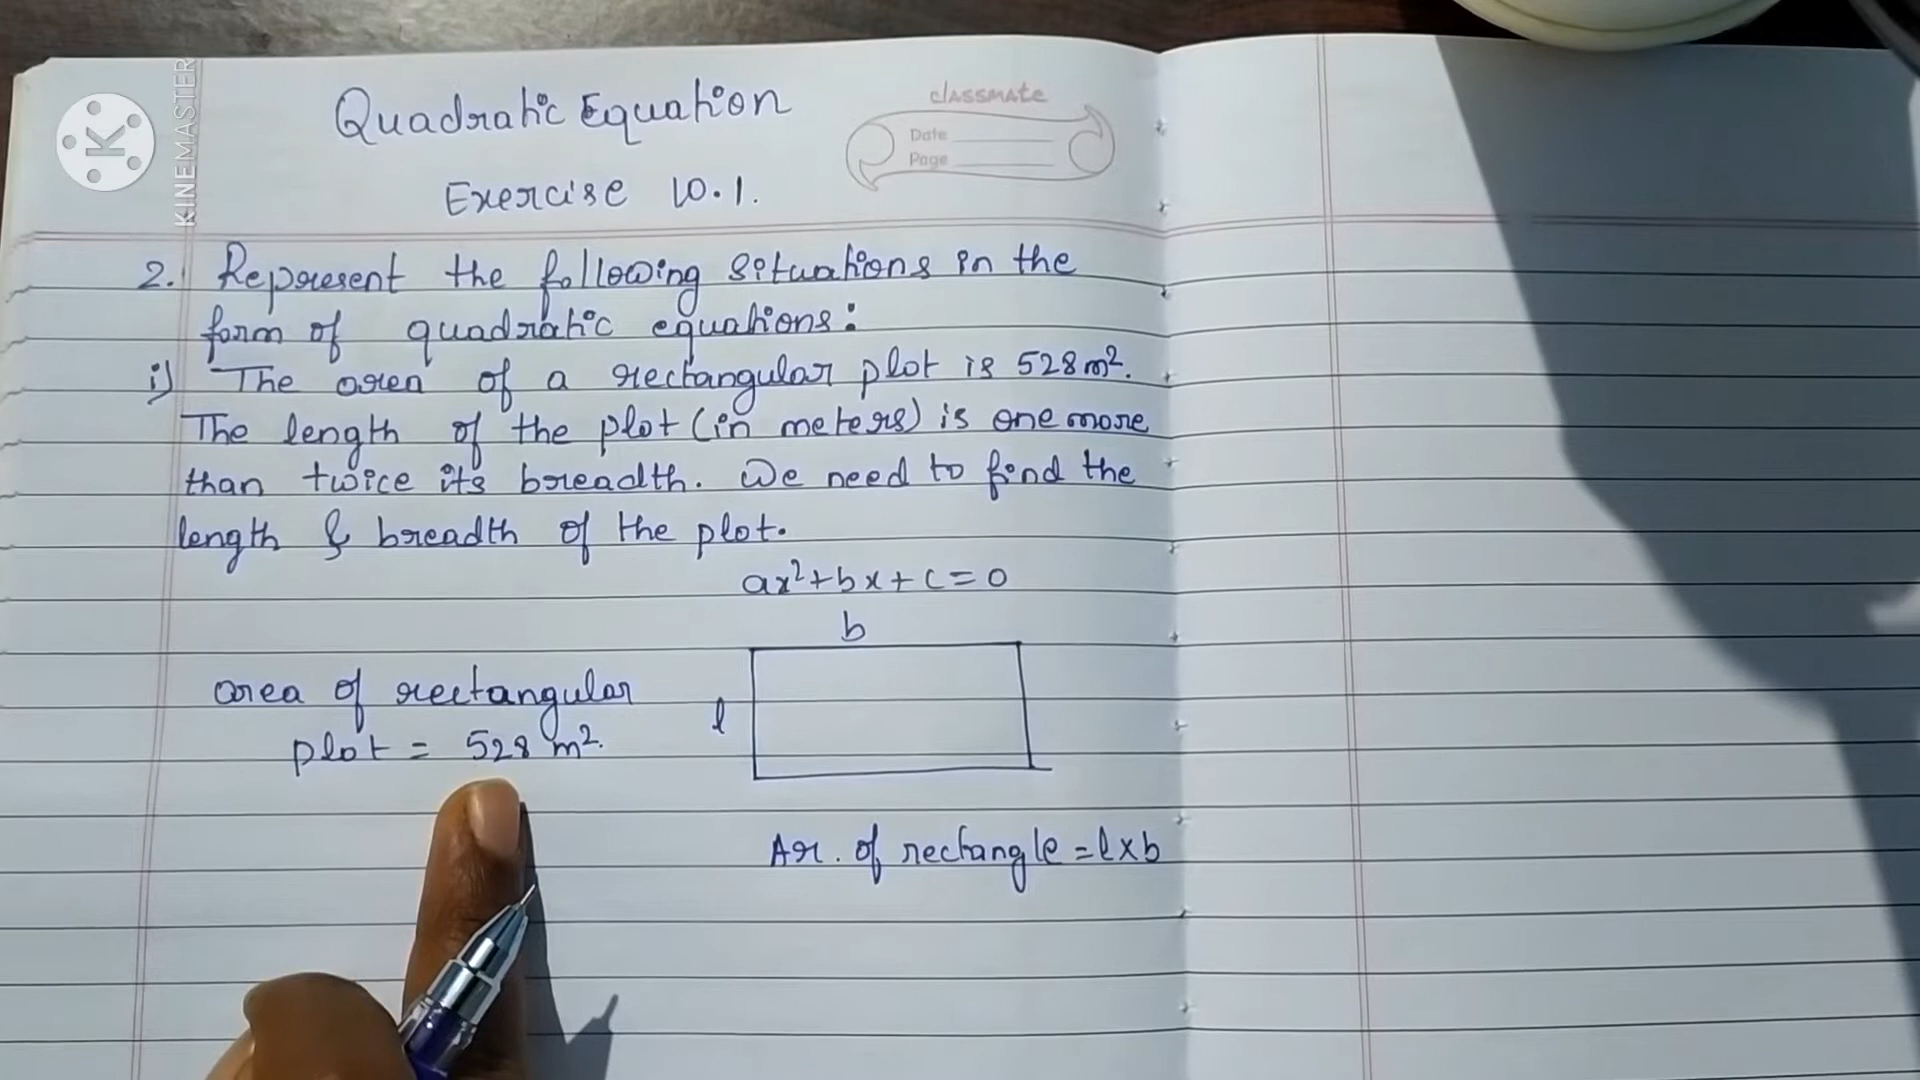 KINEMASTER
Quadratic Equation
classmate
Date
Page
Exercise 10.1.
2. Represent the following situations in the
form of quadratic equations:
i) The area of a rectangular plot is 528m².
The length of the plot (in meters) is one more
than twice its breadth. We need to find the
length & breadth of the plot.
ax²+bx+c=0
b
area of rectangular
l
plot = 528 m².
Ar. of rectangle = l×b